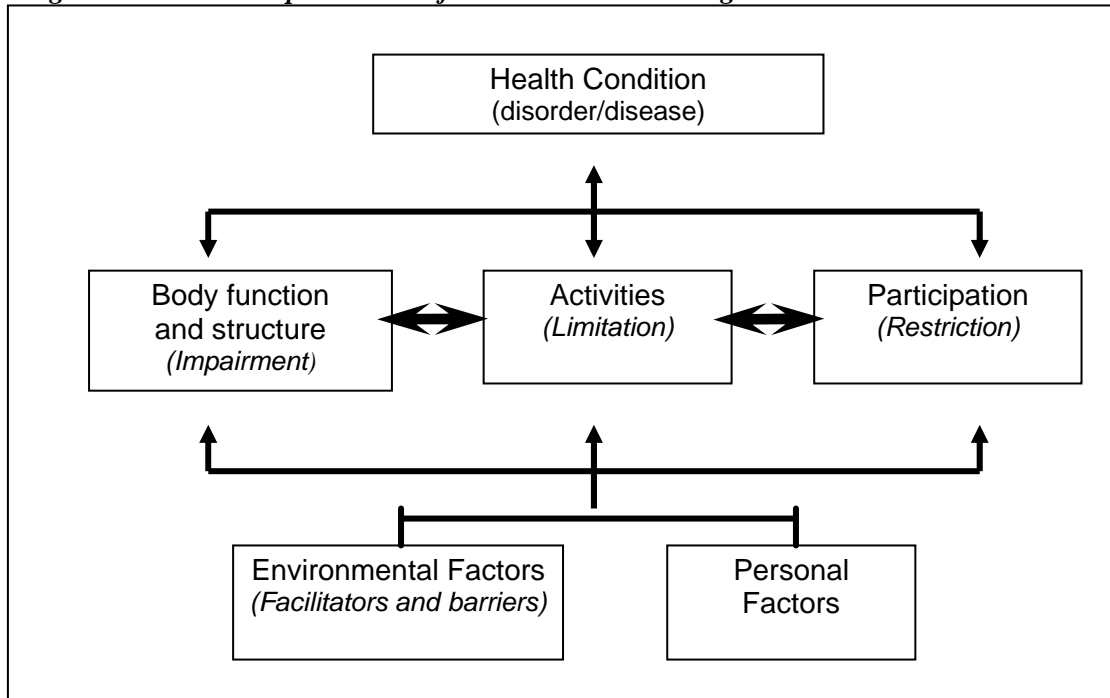 Health Condition
(disorder/disease)
Body function
and structure
(Impairment)
Activities
(Limitation)
Participation
(Restriction)
Environmental Factors
(Facilitators and barriers)
Personal
Factors